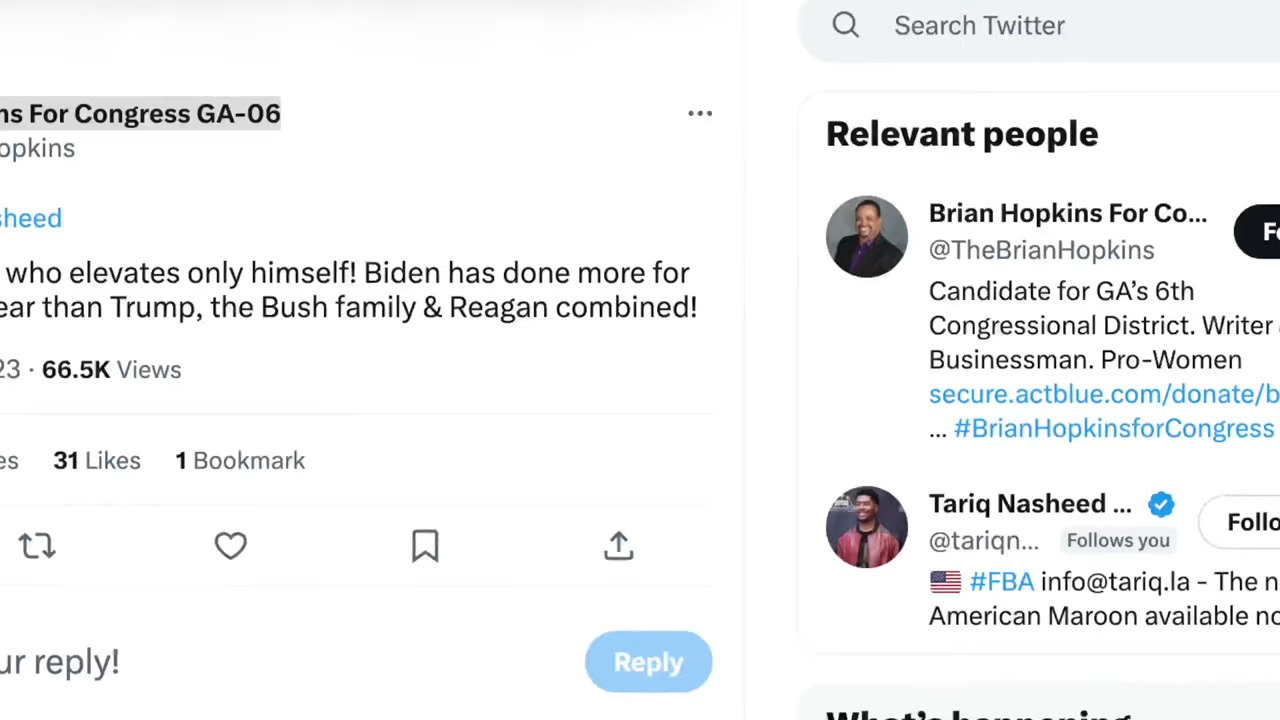 Search Twitter
ns For Congress GA-06
opkins
sheed
who elevates only himself! Biden has done more for
ear than Trump, the Bush family & Reagan combined!
23 · 66.5K Views
es 31 Likes 1 Bookmark
ur reply!
Reply
Relevant people
Brian Hopkins For Co...
@TheBrianHopkins
Fo
Candidate for GA’s 6th
Congressional District. Writer
Businessman. Pro-Women
secure.actblue.com/donate/b
... #BrianHopkinsforCongress
Tariq Nasheed ...
@tariqn... Follows you
Follo
#FBA info@tariq.la - The n
American Maroon available no
What's happening